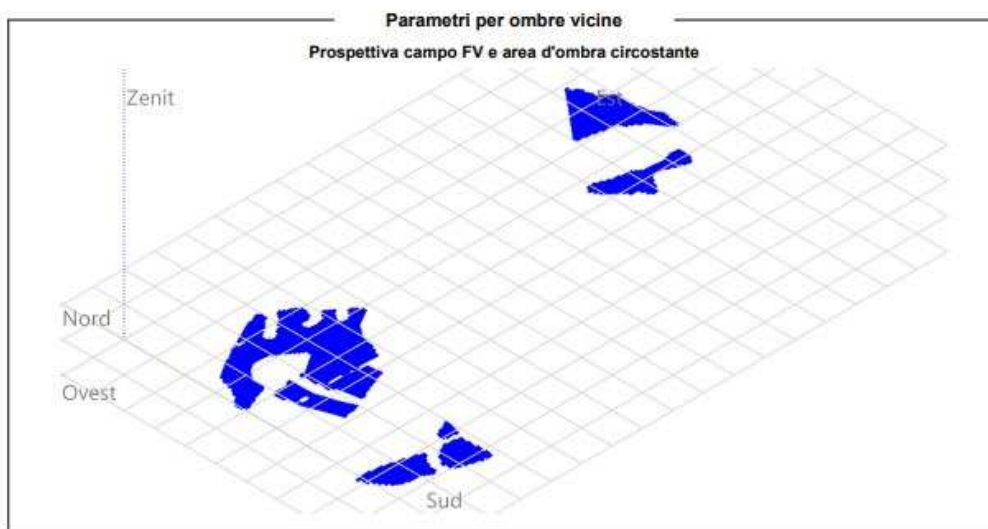 Parametri per ombre vicine
Prospettiva campo FV e area d'ombra circostante
Zenit
Est
Nord
Ovest
Sud